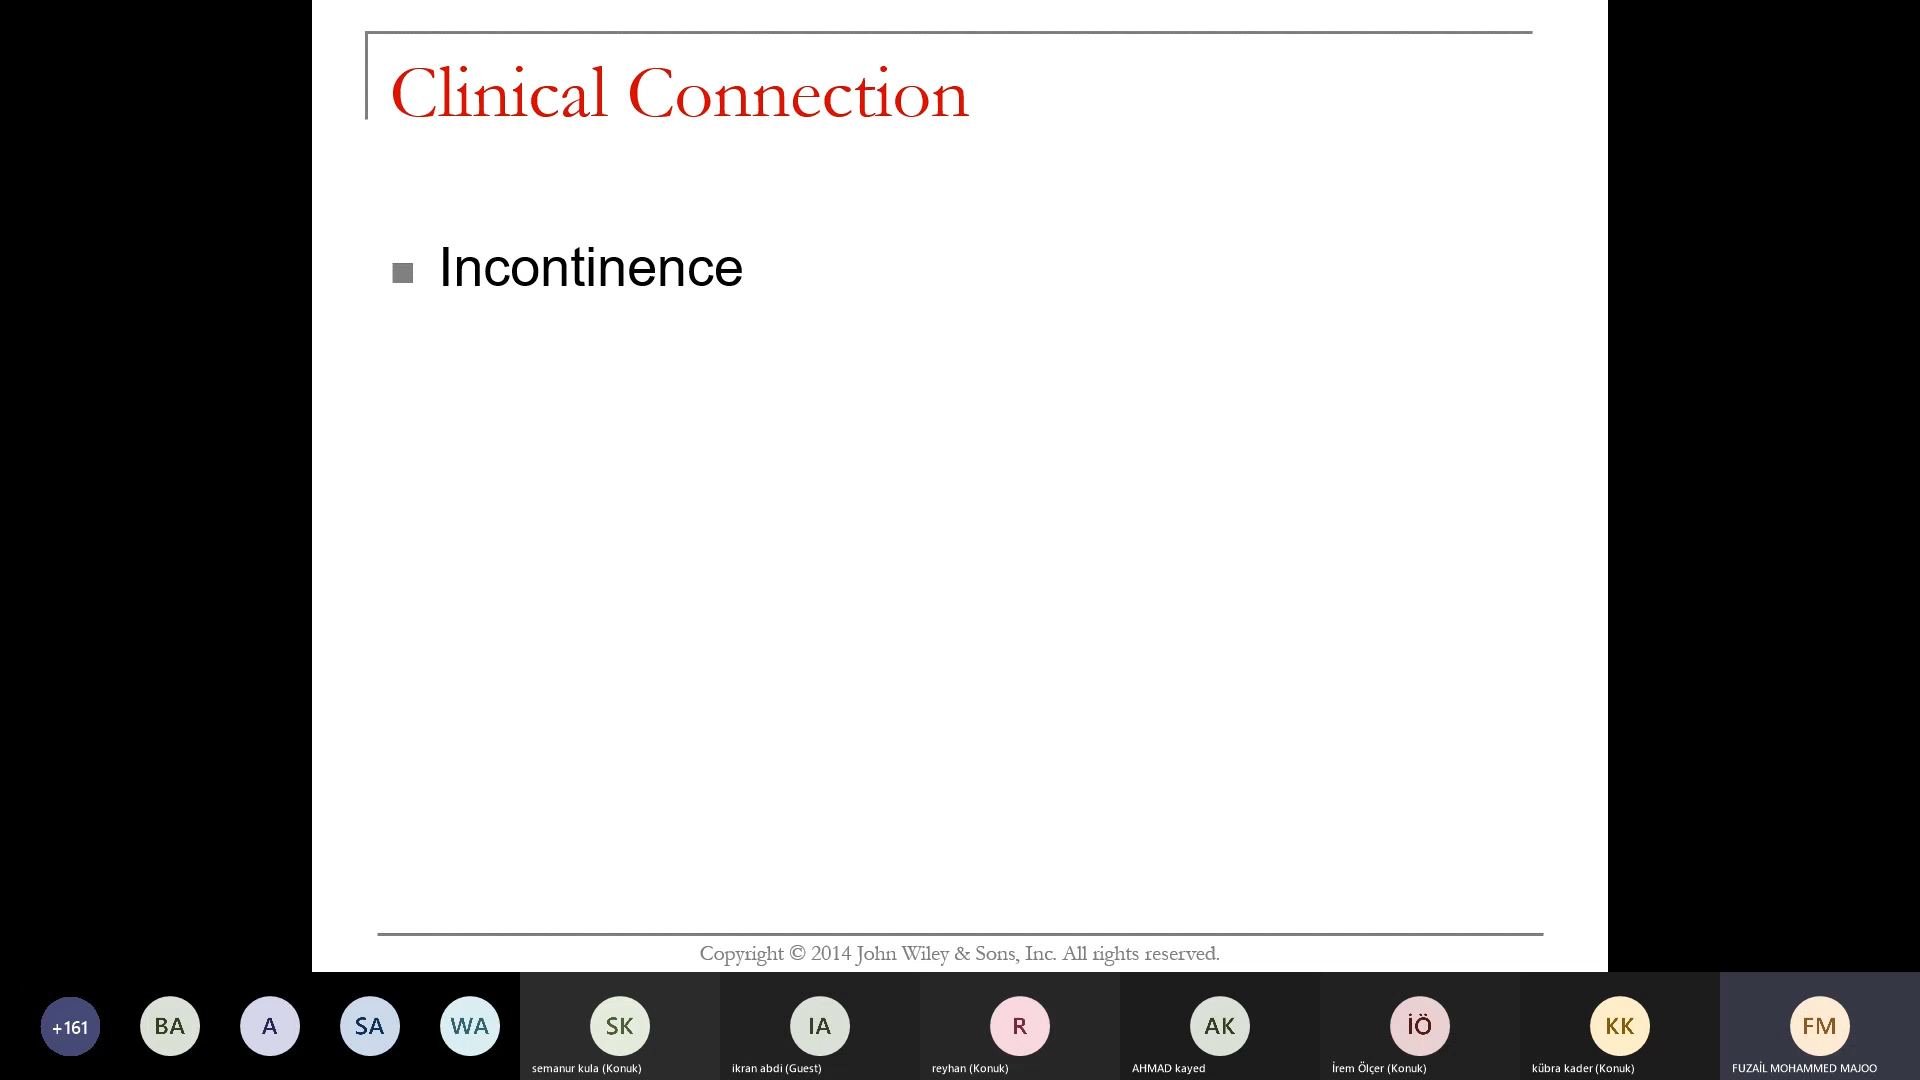 Clinical Connection
Incontinence
Copyright © 2014 John Wiley & Sons, Inc. All rights reserved.
+161
BA
A
SA
WA
SK
IA
R
AK
İÖ
KK
FM
semanur kula (Konuk)
ikran abdi (Guest)
reyhan (Konuk)
AHMAD kayed
İrem Ölçer (Konuk)
kübra kader (Konuk)
FUZAİL MOHAMMED MAJOO